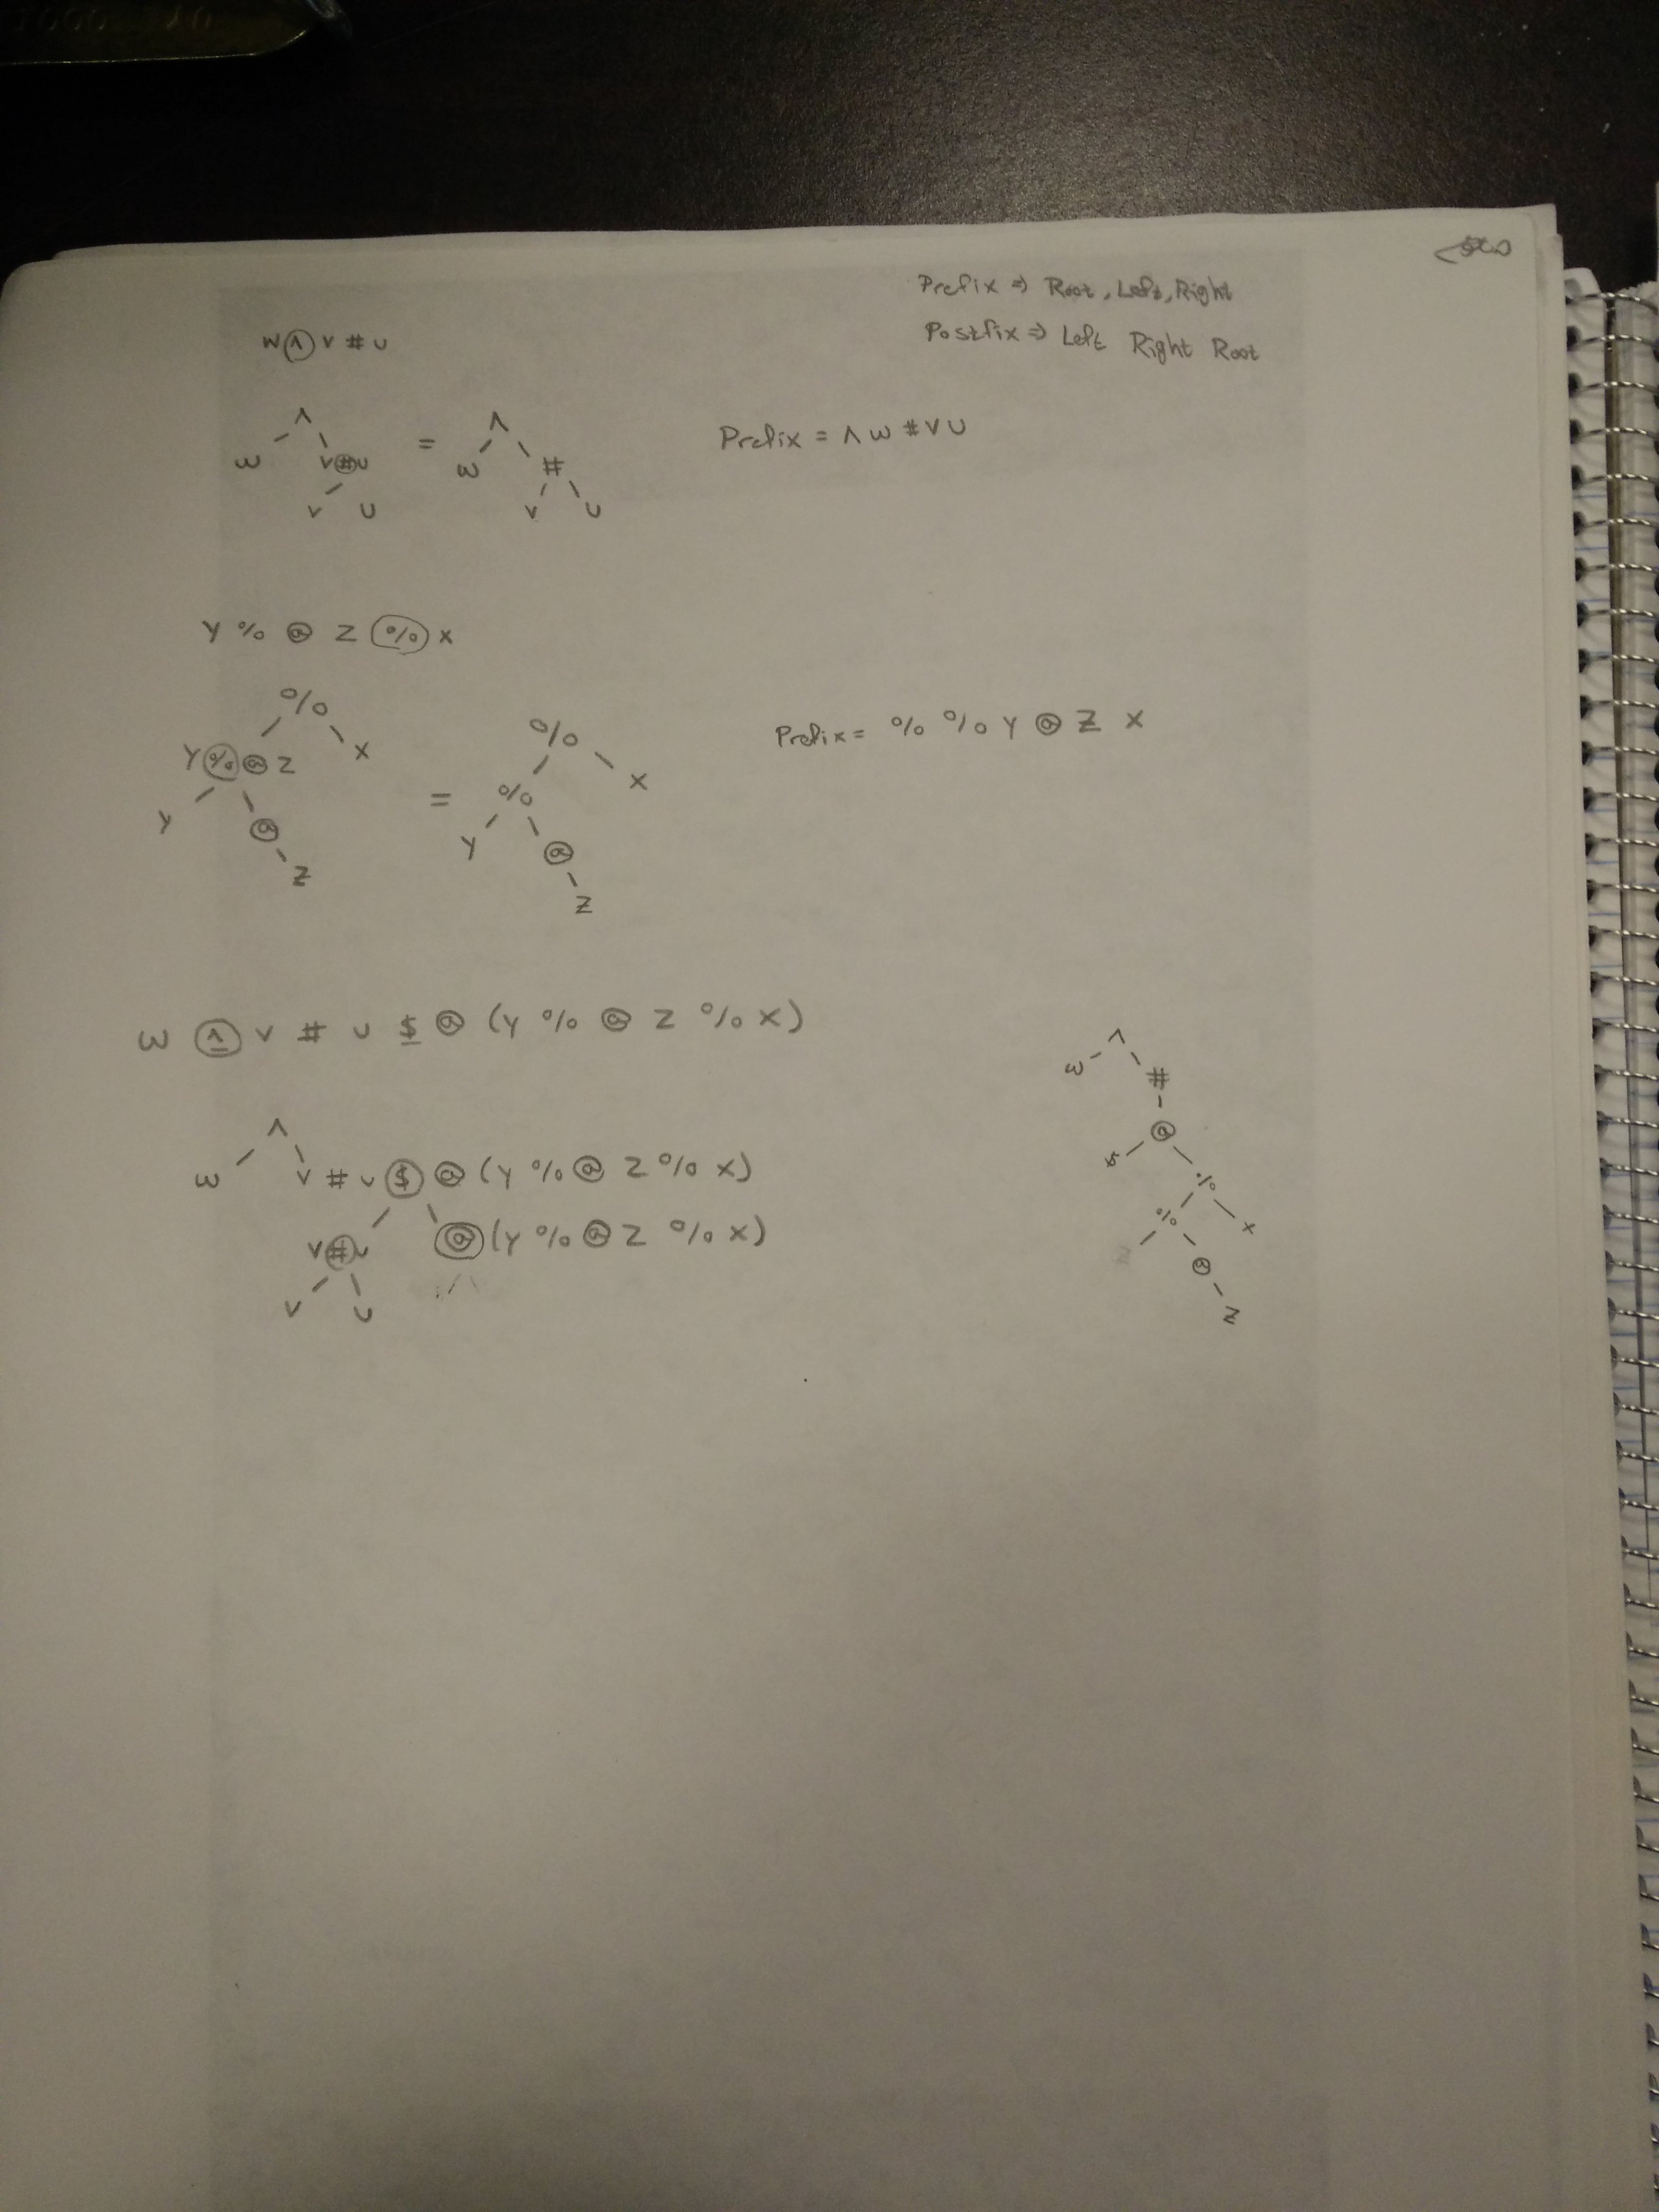 Prefix ⇒ Root, Left, Right
Postfix ⇒ Left Right Root
W ∧ V # U
∧
W V # U
V U
=
∧
W #
V U
Prefix = ∧ W # V U
Y % @ Z % X
%
Y % @ Z X
Y @
Z
=
%
% X
Y @
Z
Prefix = % % Y @ Z X
W ∧ V # U $ @ (Y % @ Z % X)
∧
W V # U $ @ (Y % @ Z % X)
V # U @ (Y % @ Z % X)
V U
∧
W #
@
$ %
% X
@
Z